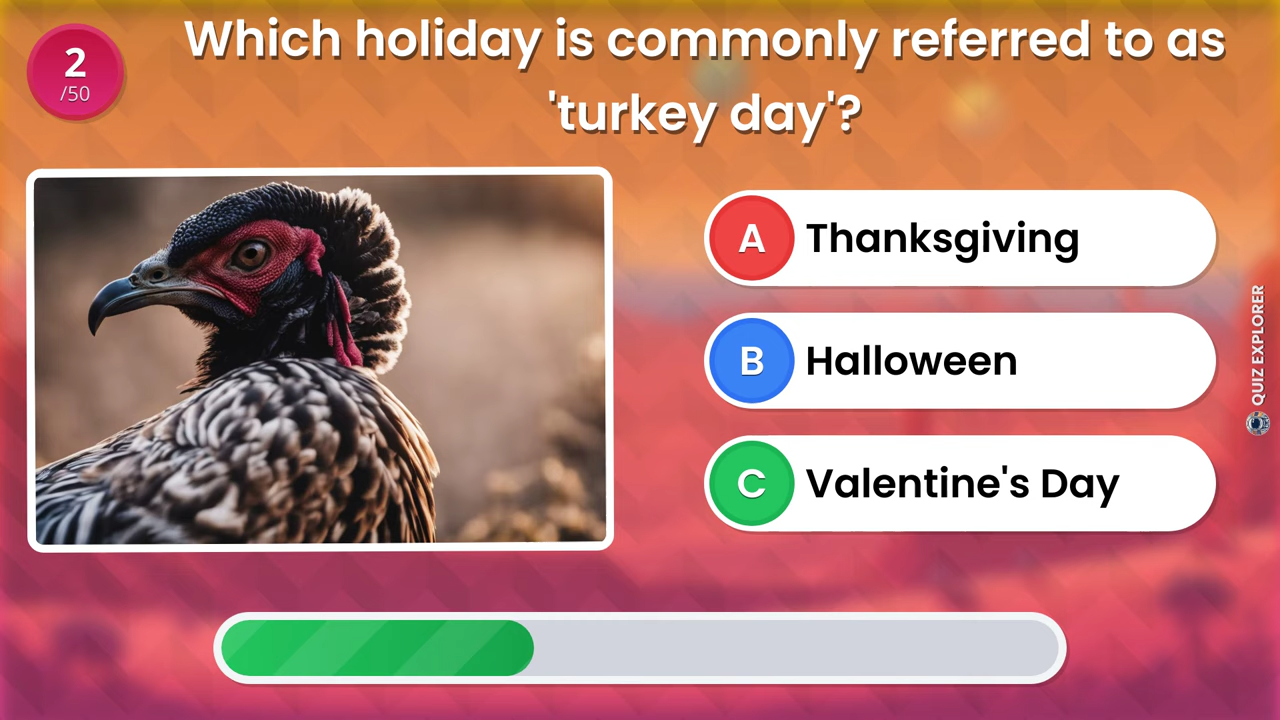 2
/50
Which holiday is commonly referred to as
'turkey day'?
A Thanksgiving
B Halloween
C Valentine's Day
QUIZ EXPLORER